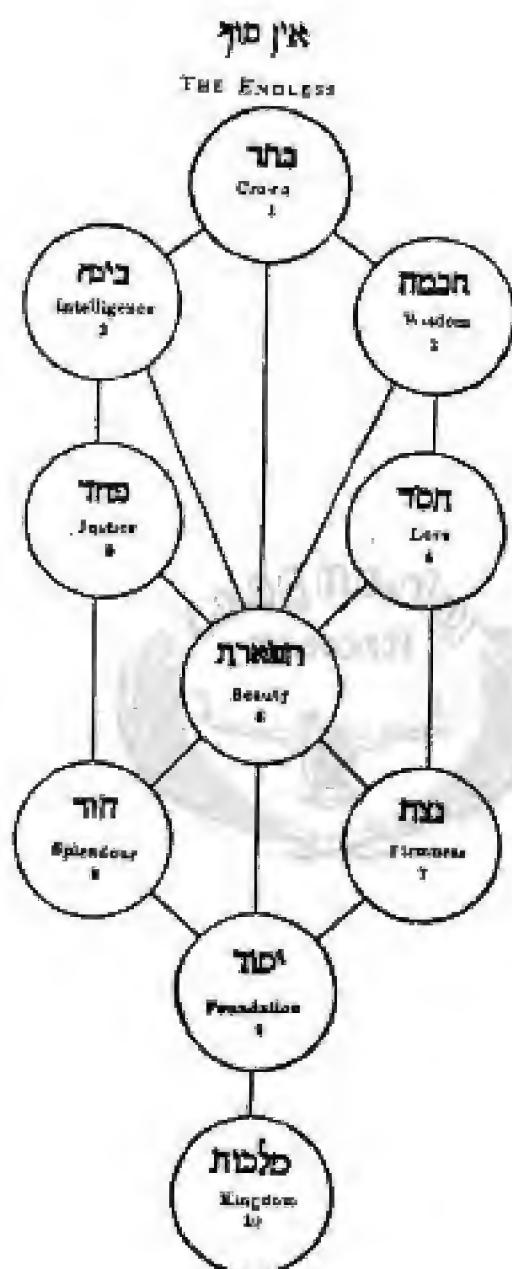 אין סוף
THE ENDLESS
כתר
Crown
1
בינה
Intelligence
3
חכמה
Wisdom
2
פחד
Justice
5
חסד
Love
4
תפארת
Beauty
6
הוד
Splendour
8
נצח
Firmness
7
יסוד
Foundation
9
מלכות
Kingdom
10